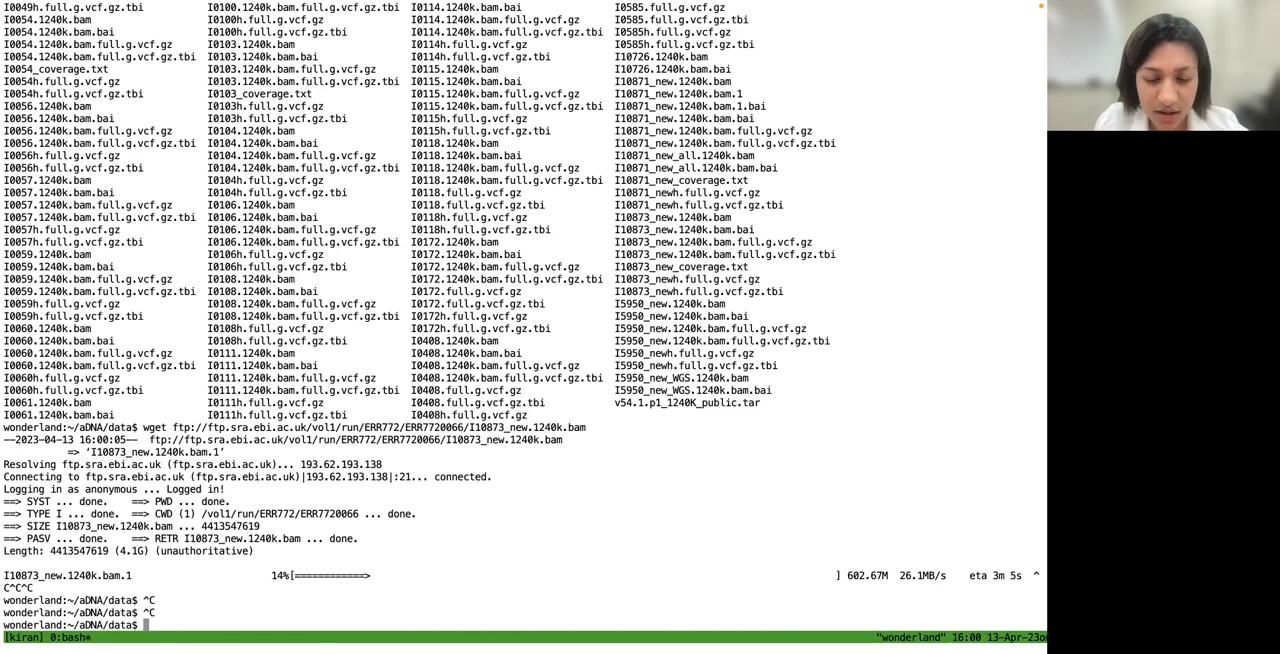 I0049h.full.g.vcf.gz.tbi I0100.1240k.bam.full.g.vcf.gz.tbi I0114.1240k.bam.bai I0585.full.g.vcf.gz
I0054.1240k.bam I0100h.full.g.vcf.gz I0114.1240k.bam.full.g.vcf.gz I0585.full.g.vcf.gz.tbi
I0054.1240k.bam.bai I0100h.full.g.vcf.gz.tbi I0114.1240k.bam.full.g.vcf.gz.tbi I0585h.full.g.vcf.gz
I0054.1240k.bam.full.g.vcf.gz I0103.1240k.bam I0114h.full.g.vcf.gz I0585h.full.g.vcf.gz.tbi
I0054.1240k.bam.full.g.vcf.gz.tbi I0103.1240k.bam.bai I0114h.full.g.vcf.gz.tbi I10726.1240k.bam
I0054_coverage.txt I0103.1240k.bam.full.g.vcf.gz I0115.1240k.bam I10726.1240k.bam.bai
I0054h.full.g.vcf.gz I0103.1240k.bam.full.g.vcf.gz.tbi I0115.1240k.bam.bai I10871_new.1240k.bam
I0054h.full.g.vcf.gz.tbi I0103_coverage.txt I0115.1240k.bam.full.g.vcf.gz I10871_new.1240k.bam.1
I0056.1240k.bam I0103h.full.g.vcf.gz I0115.1240k.bam.full.g.vcf.gz.tbi I10871_new.1240k.bam.1.bai
I0056.1240k.bam.bai I0103h.full.g.vcf.gz.tbi I0115h.full.g.vcf.gz I10871_new.1240k.bam.bai
I0056.1240k.bam.full.g.vcf.gz I0104.1240k.bam I0115h.full.g.vcf.gz.tbi I10871_new.1240k.bam.full.g.vcf.gz
I0056.1240k.bam.full.g.vcf.gz.tbi I0104.1240k.bam.bai I0118.1240k.bam I10871_new.1240k.bam.full.g.vcf.gz.tbi
I0056h.full.g.vcf.gz I0104.1240k.bam.full.g.vcf.gz I0118.1240k.bam.bai I10871_new_all.1240k.bam
I0056h.full.g.vcf.gz.tbi I0104.1240k.bam.full.g.vcf.gz.tbi I0118.1240k.bam.full.g.vcf.gz I10871_new_all.1240k.bam.bai
I0057.1240k.bam I0104h.full.g.vcf.gz I0118.1240k.bam.full.g.vcf.gz.tbi I10871_new_coverage.txt
I0057.1240k.bam.bai I0104h.full.g.vcf.gz.tbi I0118.full.g.vcf.gz I10871_newh.full.g.vcf.gz
I0057.1240k.bam.full.g.vcf.gz I0106.1240k.bam I0118.full.g.vcf.gz.tbi I10871_newh.full.g.vcf.gz.tbi
I0057.1240k.bam.full.g.vcf.gz.tbi I0106.1240k.bam.bai I0118h.full.g.vcf.gz I10873_new.1240k.bam
I0057h.full.g.vcf.gz I0106.1240k.bam.full.g.vcf.gz I0118h.full.g.vcf.gz.tbi I10873_new.1240k.bam.bai
I0057h.full.g.vcf.gz.tbi I0106.1240k.bam.full.g.vcf.gz.tbi I0172.1240k.bam I10873_new.1240k.bam.full.g.vcf.gz
I0059.1240k.bam I0106h.full.g.vcf.gz I0172.1240k.bam.bai I10873_new.1240k.bam.full.g.vcf.gz.tbi
I0059.1240k.bam.bai I0106h.full.g.vcf.gz.tbi I0172.1240k.bam.full.g.vcf.gz I10873_new_coverage.txt
I0059.1240k.bam.full.g.vcf.gz I0108.1240k.bam I0172.1240k.bam.full.g.vcf.gz.tbi I10873_newh.full.g.vcf.gz
I0059.1240k.bam.full.g.vcf.gz.tbi I0108.1240k.bam.bai I0172.full.g.vcf.gz I10873_newh.full.g.vcf.gz.tbi
I0059h.full.g.vcf.gz I0108.1240k.bam.full.g.vcf.gz I0172.full.g.vcf.gz.tbi I5950_new.1240k.bam
I0059h.full.g.vcf.gz.tbi I0108.1240k.bam.full.g.vcf.gz.tbi I0172h.full.g.vcf.gz I5950_new.1240k.bam.bai
I0060.1240k.bam I0108h.full.g.vcf.gz I0172h.full.g.vcf.gz.tbi I5950_new.1240k.bam.full.g.vcf.gz
I0060.1240k.bam.bai I0108h.full.g.vcf.gz.tbi I0408.1240k.bam I5950_new.1240k.bam.full.g.vcf.gz.tbi
I0060.1240k.bam.full.g.vcf.gz I0111.1240k.bam I0408.1240k.bam.bai I5950_newh.full.g.vcf.gz
I0060.1240k.bam.full.g.vcf.gz.tbi I0111.1240k.bam.bai I0408.1240k.bam.full.g.vcf.gz I5950_newh.full.g.vcf.gz.tbi
I0060h.full.g.vcf.gz I0111.1240k.bam.full.g.vcf.gz I0408.1240k.bam.full.g.vcf.gz.tbi I5950_new_WGS.1240k.bam
I0060h.full.g.vcf.gz.tbi I0111.1240k.bam.full.g.vcf.gz.tbi I0408.full.g.vcf.gz I5950_new_WGS.1240k.bam.bai
I0061.1240k.bam I0111h.full.g.vcf.gz I0408.full.g.vcf.gz.tbi v54.1.p1_1240K_public.tar
I0061.1240k.bam.bai I0111h.full.g.vcf.gz.tbi I0408h.full.g.vcf.gz
wonderland:~/aDNA/data$ wget ftp://ftp.sra.ebi.ac.uk/vol1/run/ERR772/ERR7720066/I10873_new.1240k.bam
--2023-04-13 16:00:05-- ftp://ftp.sra.ebi.ac.uk/vol1/run/ERR772/ERR7720066/I10873_new.1240k.bam
=> ‘I10873_new.1240k.bam.1’
Resolving ftp.sra.ebi.ac.uk (ftp.sra.ebi.ac.uk)... 193.62.193.138
Connecting to ftp.sra.ebi.ac.uk (ftp.sra.ebi.ac.uk)|193.62.193.138|:21... connected.
Logging in as anonymous ... Logged in!
==> SYST ... done. ==> PWD ... done.
==> TYPE I ... done. ==> CWD (1) /vol1/run/ERR772/ERR7720066 ... done.
==> SIZE I10873_new.1240k.bam ... 4413547619
==> PASV ... done. ==> RETR I10873_new.1240k.bam ... done.
Length: 4413547619 (4.1G) (unauthoritative)
I10873_new.1240k.bam.1 14%[============> ] 602.67M 26.1MB/s eta 3m 5s ^
C^C^C
wonderland:~/aDNA/data$ ^C
wonderland:~/aDNA/data$ ^C
wonderland:~/aDNA/data$
[kiran] 0:bash* "wonderland" 16:00 13-Apr-23